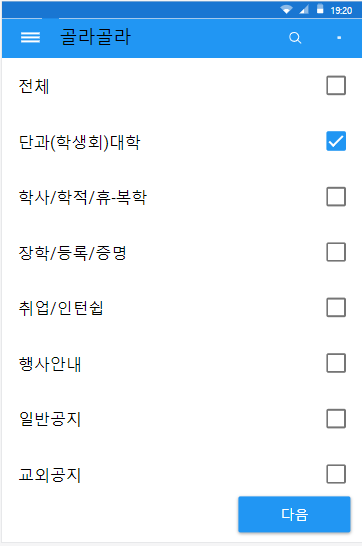 19:20
골라골라
전체
단과(학생회)대학
학사/학적/휴-복학
장학/등록/증명
취업/인턴쉽
행사안내
일반공지
교외공지
다음